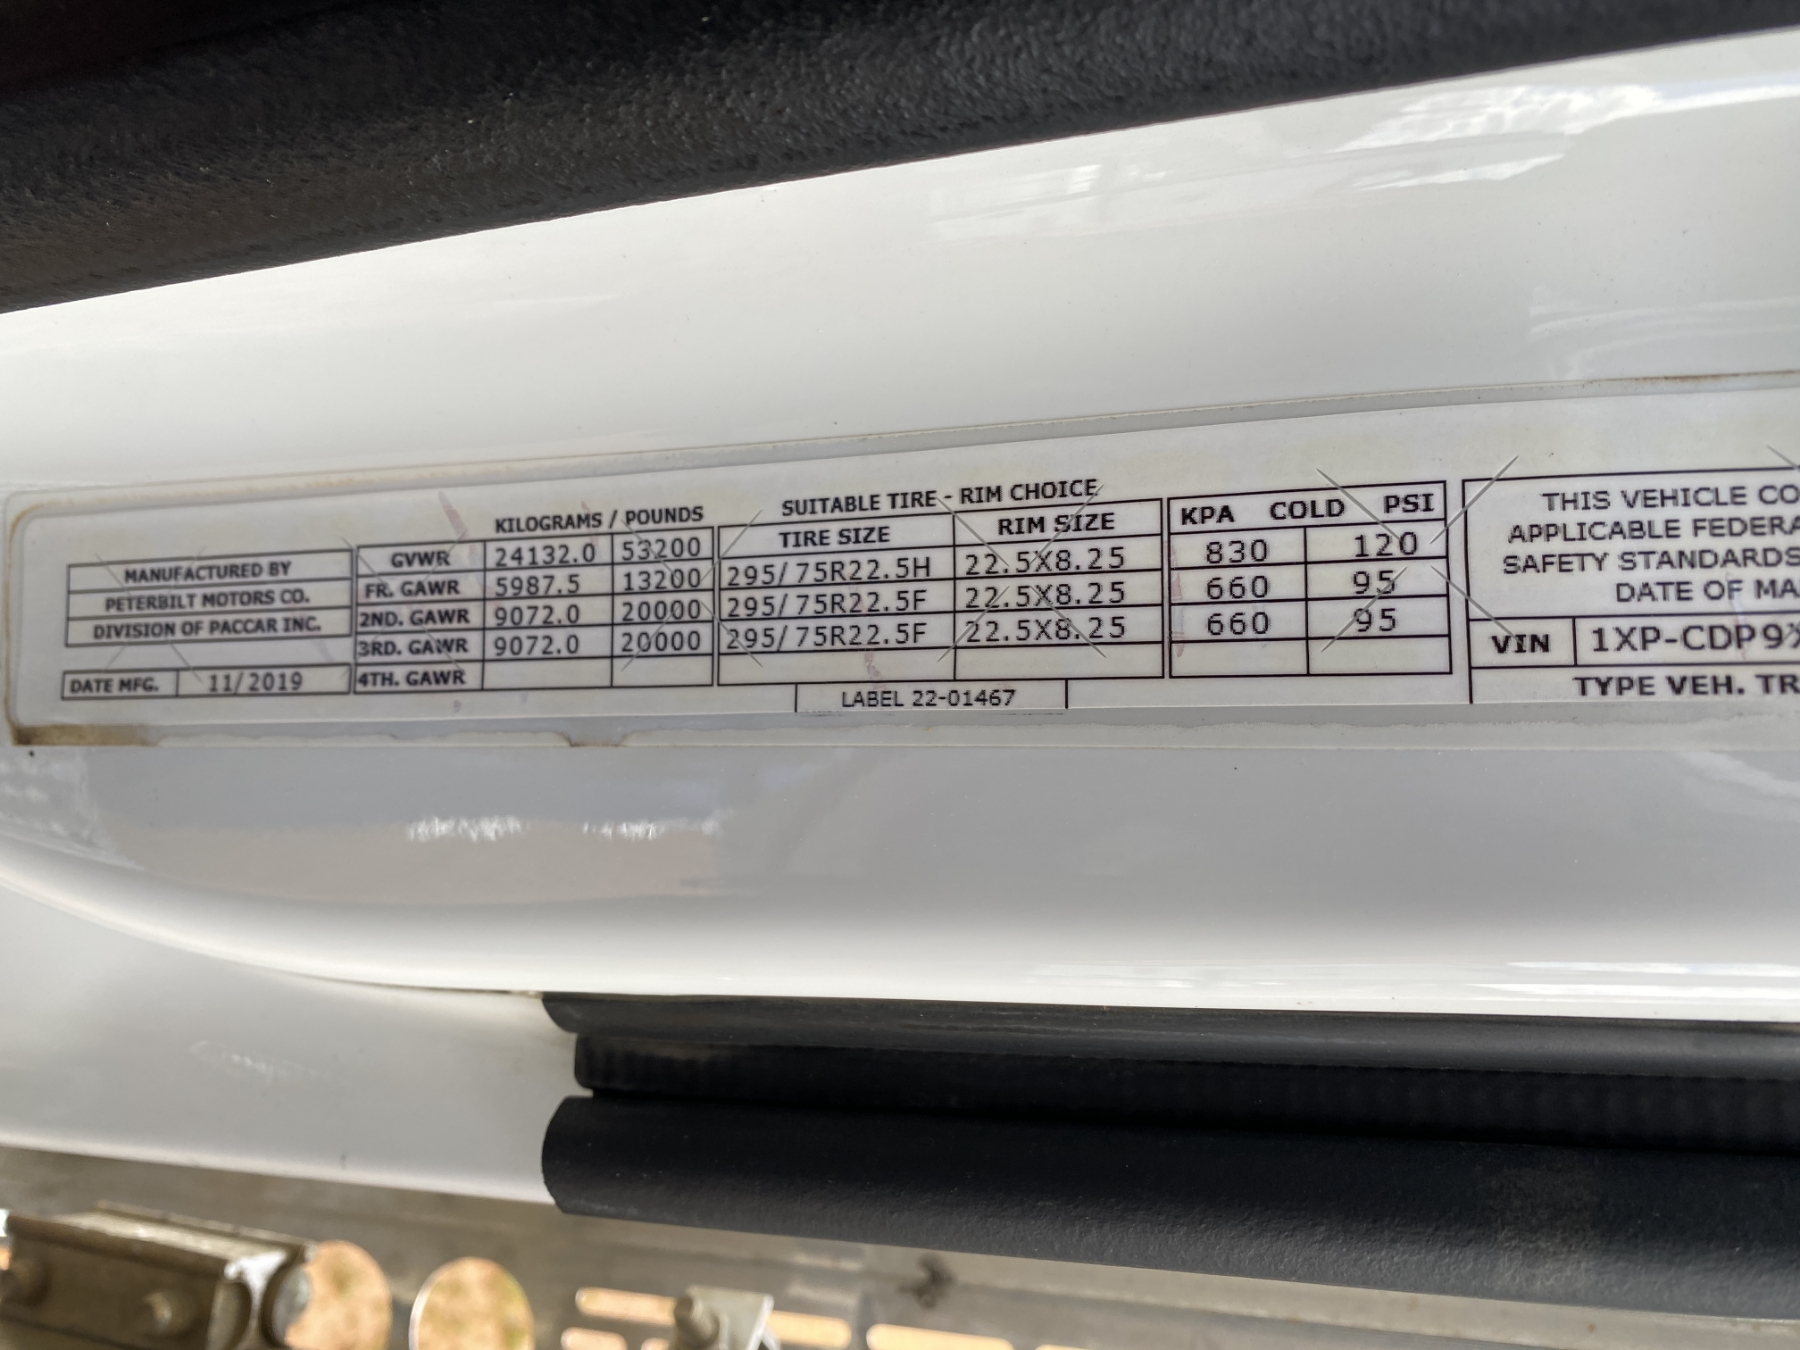 KILOGRAMS / POUNDS SUITABLE TIRE - RIM CHOICE
TIRE SIZE RIM SIZE KPA COLD PSI
MANUFACTURED BY
PETERBILT MOTORS CO.
DIVISION OF PACCAR INC.
DATE MFG. 11/2019
GVWR 24132.0 53200
FR. GAWR 5987.5 13200 295/75R22.5H 22.5X8.25 830 120
2ND. GAWR 9072.0 20000 295/75R22.5F 22.5X8.25 660 95
3RD. GAWR 9072.0 20000 295/75R22.5F 22.5X8.25 660 95
4TH. GAWR
LABEL 22-01467
THIS VEHICLE CO
APPLICABLE FEDERA
SAFETY STANDARDS
DATE OF MA
VIN 1XP-CDP9X
TYPE VEH. TR